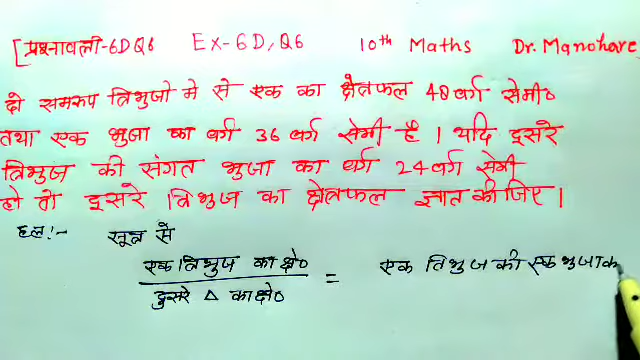 [प्रश्नावली-6DQ6 Ex-6D, Q6 10th Maths Dr. Manohare
दो समरुप त्रिभुजो मे से एक का क्षेत्रफल 48 वर्ग सेमी०
तथा एक भुजा का वर्ग 36 वर्ग सेमी है । यदि दुसरे
त्रिभुज की संगत भुजा का वर्ग 24 वर्ग सेमी
हो तो दुसरे त्रिभुज का क्षेत्रफल ज्ञात कीजिए ।
हल:- सूत्र से
एक त्रिभुज का क्षे० = एक त्रिभुज की एक भुजा क
दुसरे △ का क्षे०